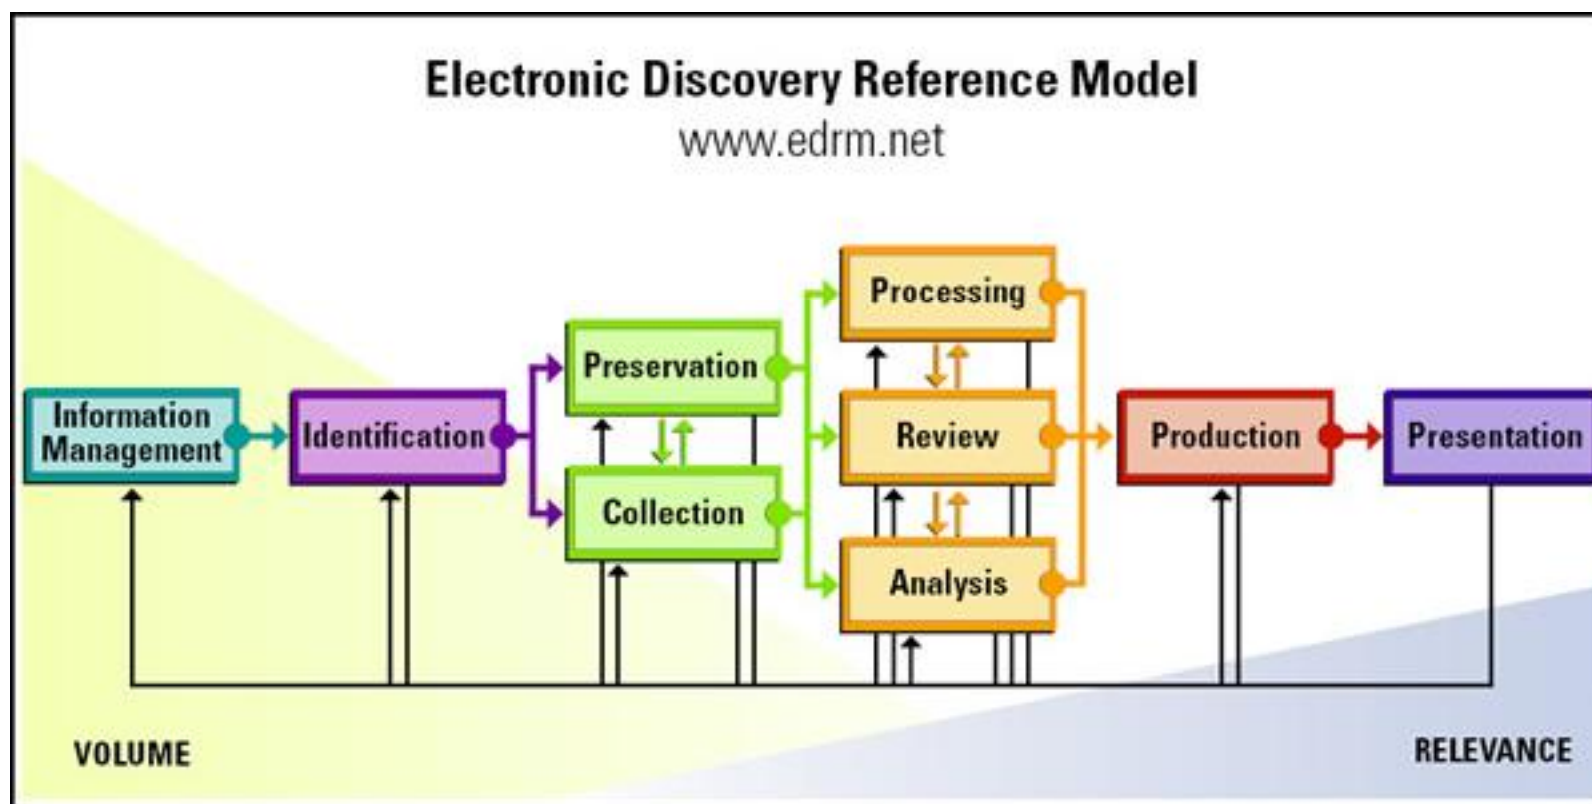 Electronic Discovery Reference Model
www.edrm.net
Processing
Preservation
Information
Management
Identification
Review
Production
Presentation
Collection
Analysis
VOLUME
RELEVANCE